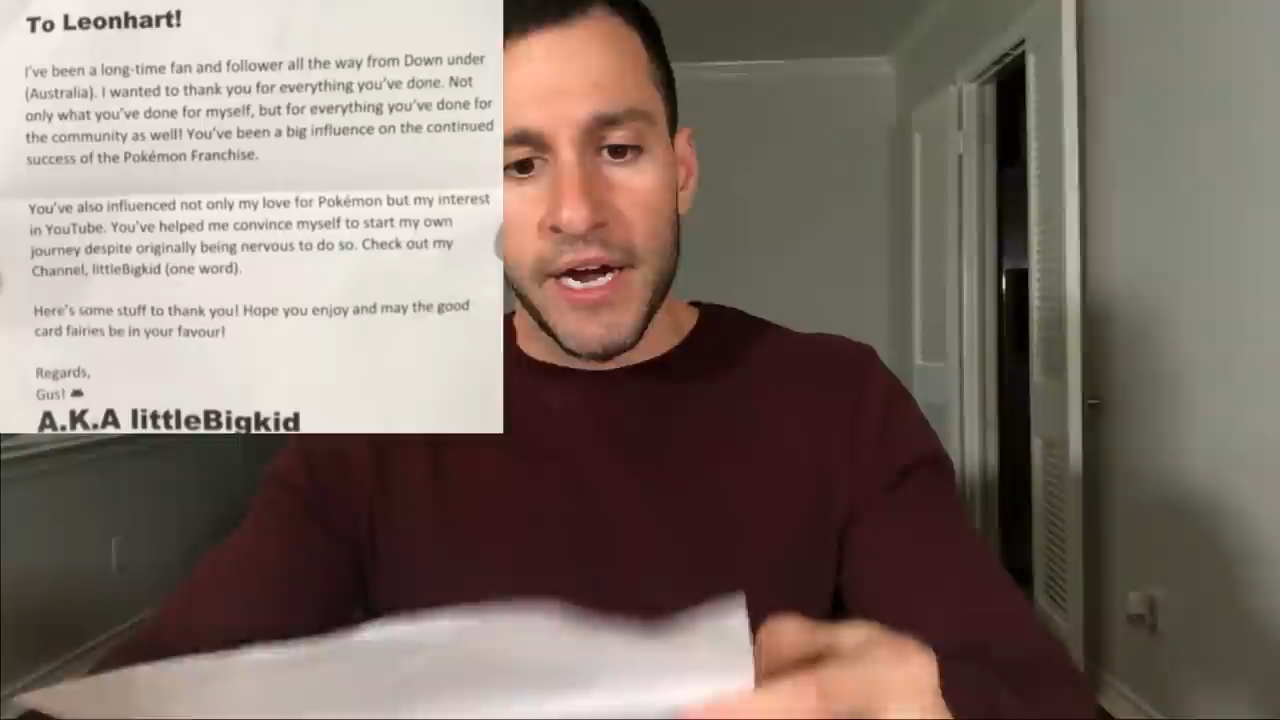 To Leonhart!
I've been a long-time fan and follower all the way from Down under
(Australia). I wanted to thank you for everything you've done. Not
only what you've done for myself, but for everything you've done for
the community as well! You've been a big influence on the continued
success of the Pokémon Franchise.
You've also influenced not only my love for Pokémon but my interest
in YouTube. You've helped me convince myself to start my own
journey despite originally being nervous to do so. Check out my
Channel, littleBigkid (one word).
Here's some stuff to thank you! Hope you enjoy and may the good
card fairies be in your favour!
Regards,
Gus!
A.K.A littleBigkid